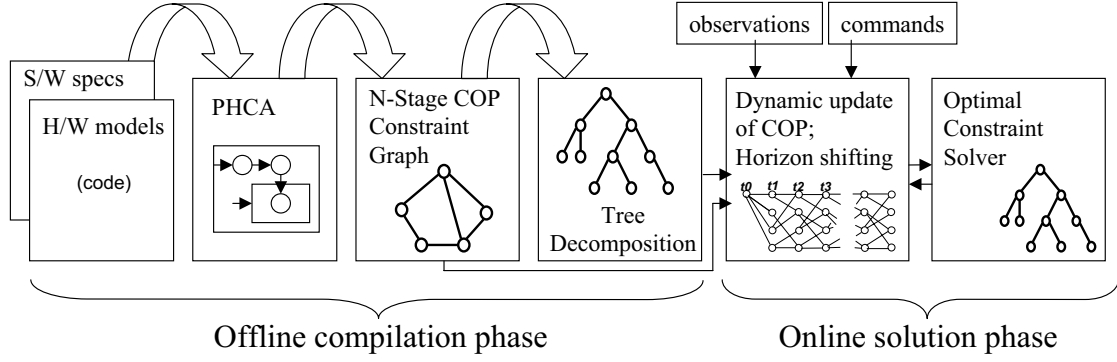 observations
commands
S/W specs
H/W models
(code)
PHCA
N-Stage COP
Constraint
Graph
Tree
Decomposition
Dynamic update
of COP;
Horizon shifting
t0 t1 t2 t3
Optimal
Constraint
Solver
Offline compilation phase
Online solution phase